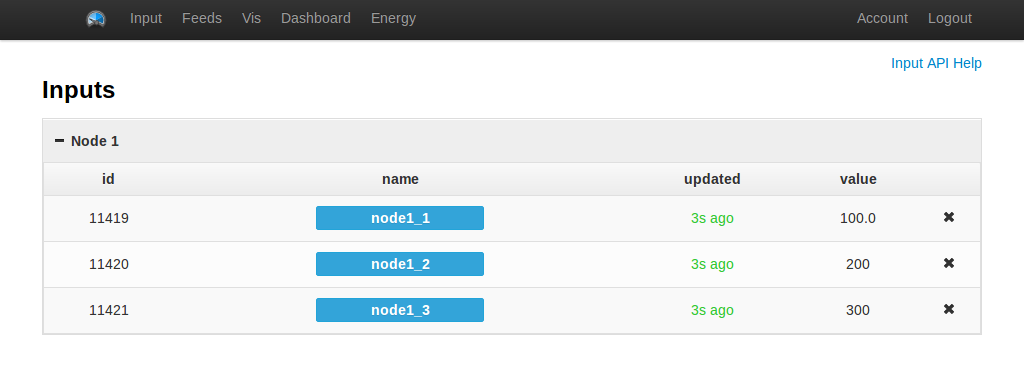 Input Feeds Vis Dashboard Energy Account Logout
Input API Help
Inputs
Node 1
id name updated value
11419 node1_1 3s ago 100.0
11420 node1_2 3s ago 200
11421 node1_3 3s ago 300